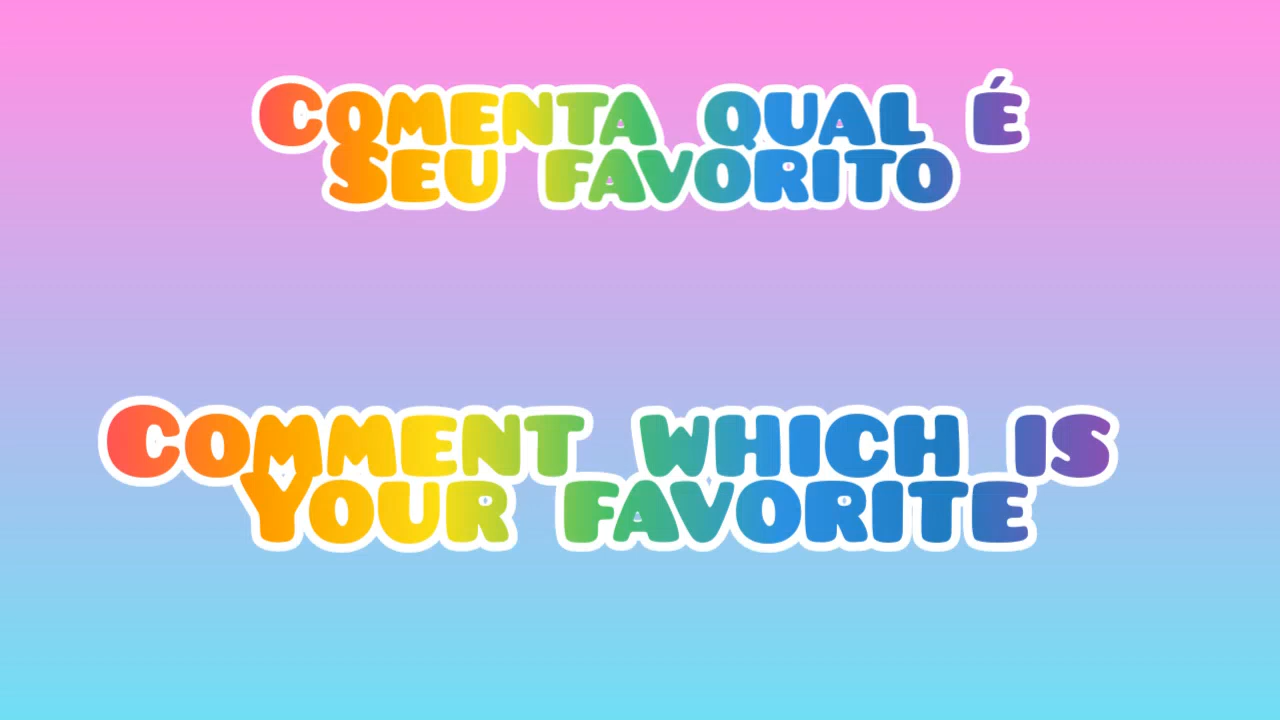 Comenta qual é
Seu favorito
Comment which is
Your favorite